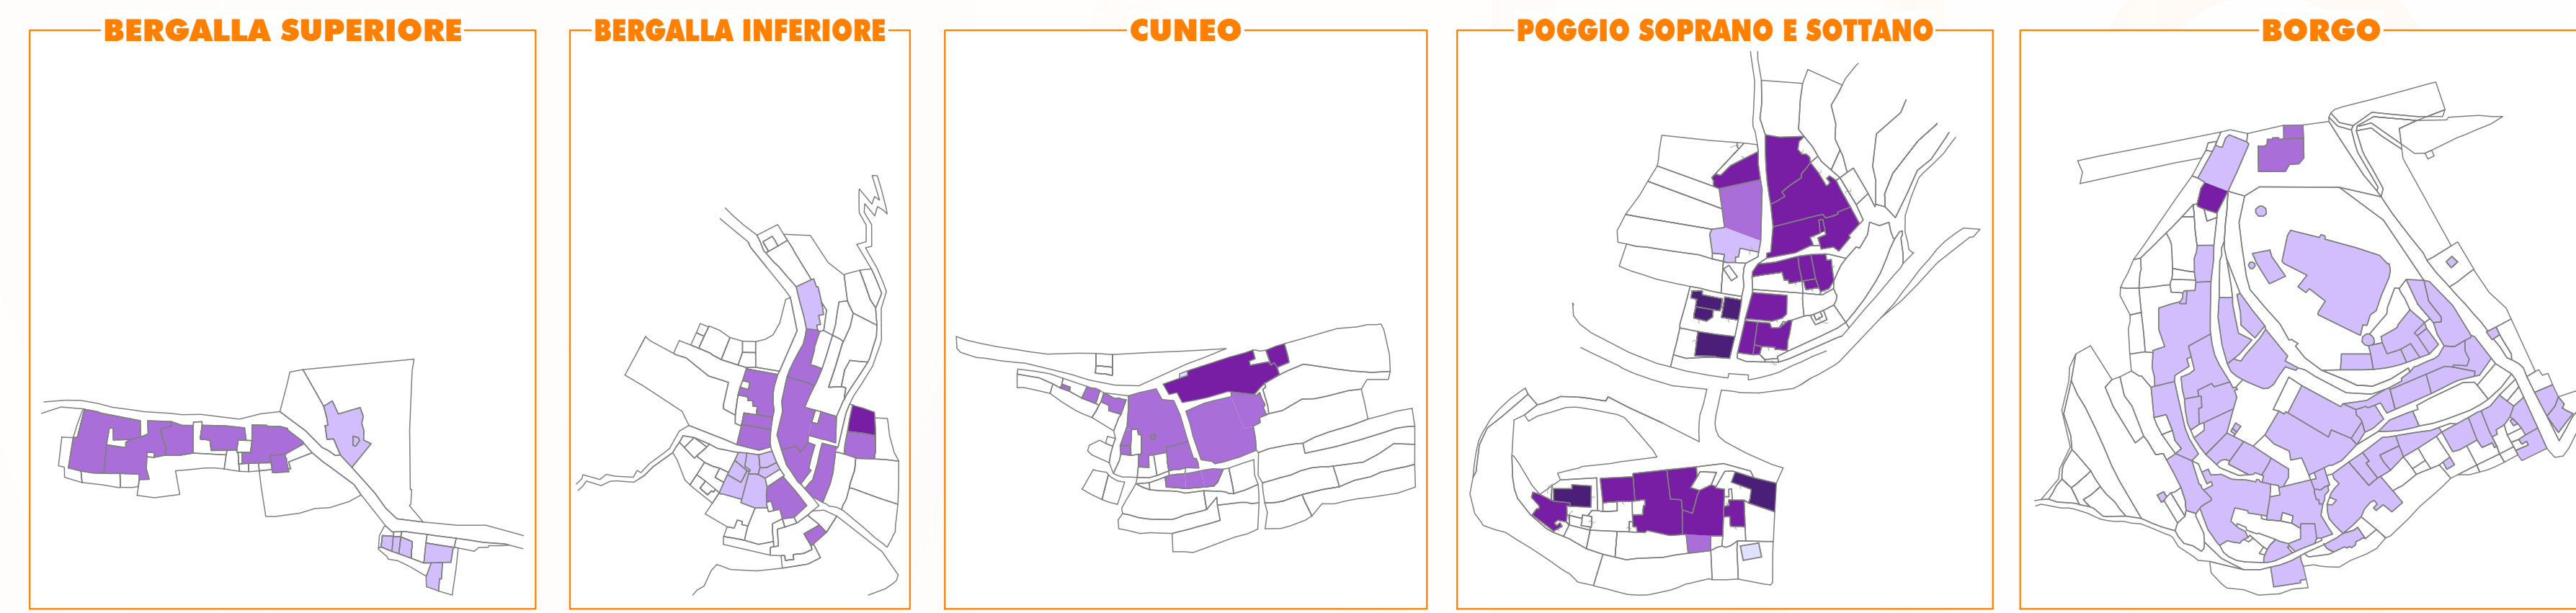 BERGALLA SUPERIORE
BERGALLA INFERIORE
CUNEO
POGGIO SOPRANO E SOTTANO
BORGO